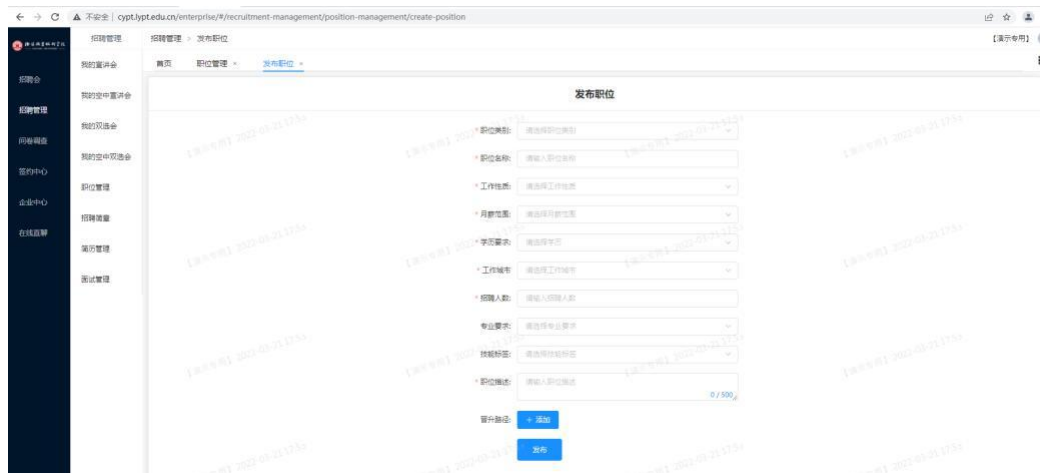 不安全 | cypt.lypt.edu.cn/enterprise/#/recruitment-management/position-management/create-position
招聘管理
招聘管理 > 发布职位
【演示专用】
我的宣讲会
首页 职位管理 × 发布职位 ×
招聘会
我的空中宣讲会
发布职位
招聘管理
我的双选会
* 职位类别: 请选择职位类别
问卷调查
我的空中双选会
* 职位名称: 请输入职位名称
签约中心
职位管理
* 工作性质: 请选择工作性质
企业中心
招聘简章
* 月薪范围: 请选择月薪范围
在线直聊
简历管理
* 学历要求: 请选择学历
面试管理
* 工作城市 请选择工作城市
* 招聘人数: 请输入招聘人数
专业要求: 请选择专业要求
技能标签: 请选择技能标签
* 职位描述: 请输入职位描述
0 / 500
晋升路径: + 添加
发布
【演示专用】 2022-03-21 17:53